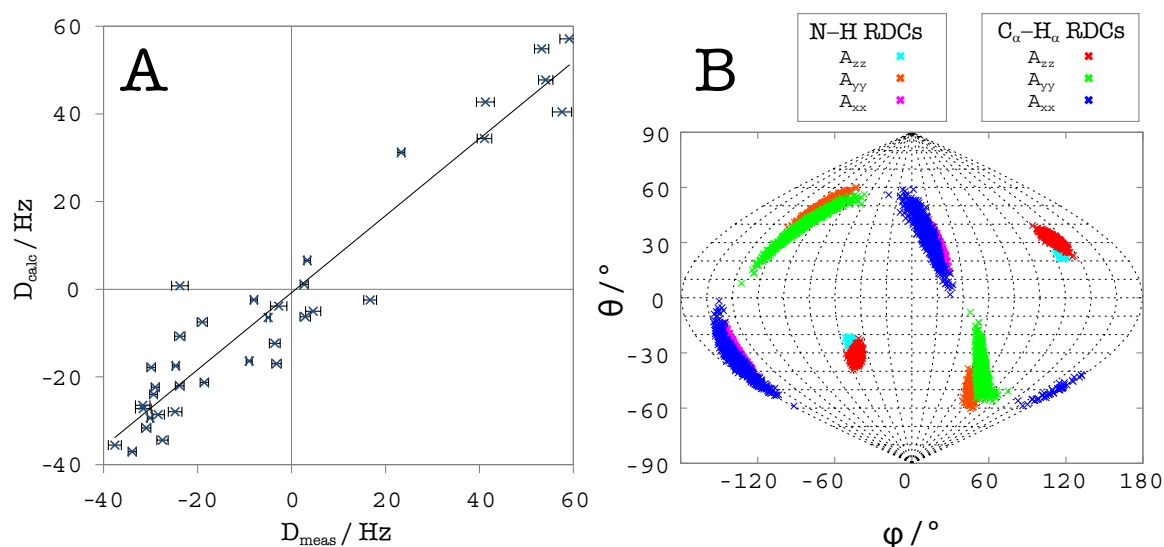 A
60
40
20
0
-20
-40
-40
-20
0
20
40
60
D_calc / Hz
D_meas / Hz
B
N–H RDCs
A_zz
A_yy
A_xx
C_α–H_α RDCs
A_zz
A_yy
A_xx
90
60
30
0
-30
-60
-90
-120
-60
0
60
120
180
θ / °
φ / °